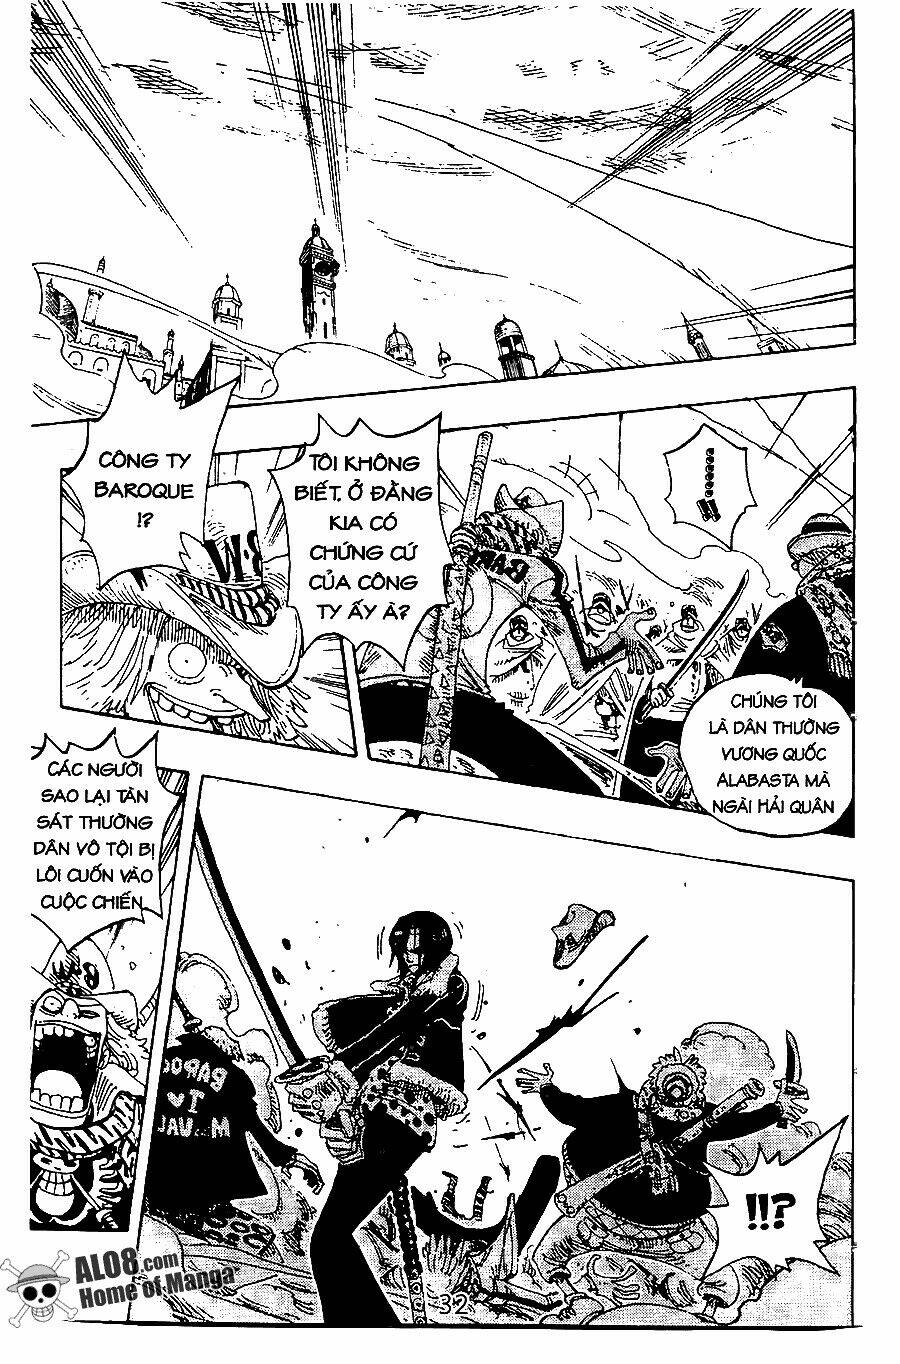 CÔNG TY
BAROQUE
!?
TÔI KHÔNG
BIẾT. Ở ĐẰNG
KIA CÓ
CHỨNG CỨ
CỦA CÔNG
TY ẤY À?
......!!
CHÚNG TÔI
LÀ DÂN THƯỜNG
VƯƠNG QUỐC
ALABASTA MÀ
NGÀI HẢI QUÂN
CÁC NGƯỜI
SAO LẠI TÀN
SÁT THƯỜNG
DÂN VÔ TỘI BỊ
LÔI CUỐN VÀO
CUỘC CHIẾN
!!?
AL08.com
Home of Manga
32